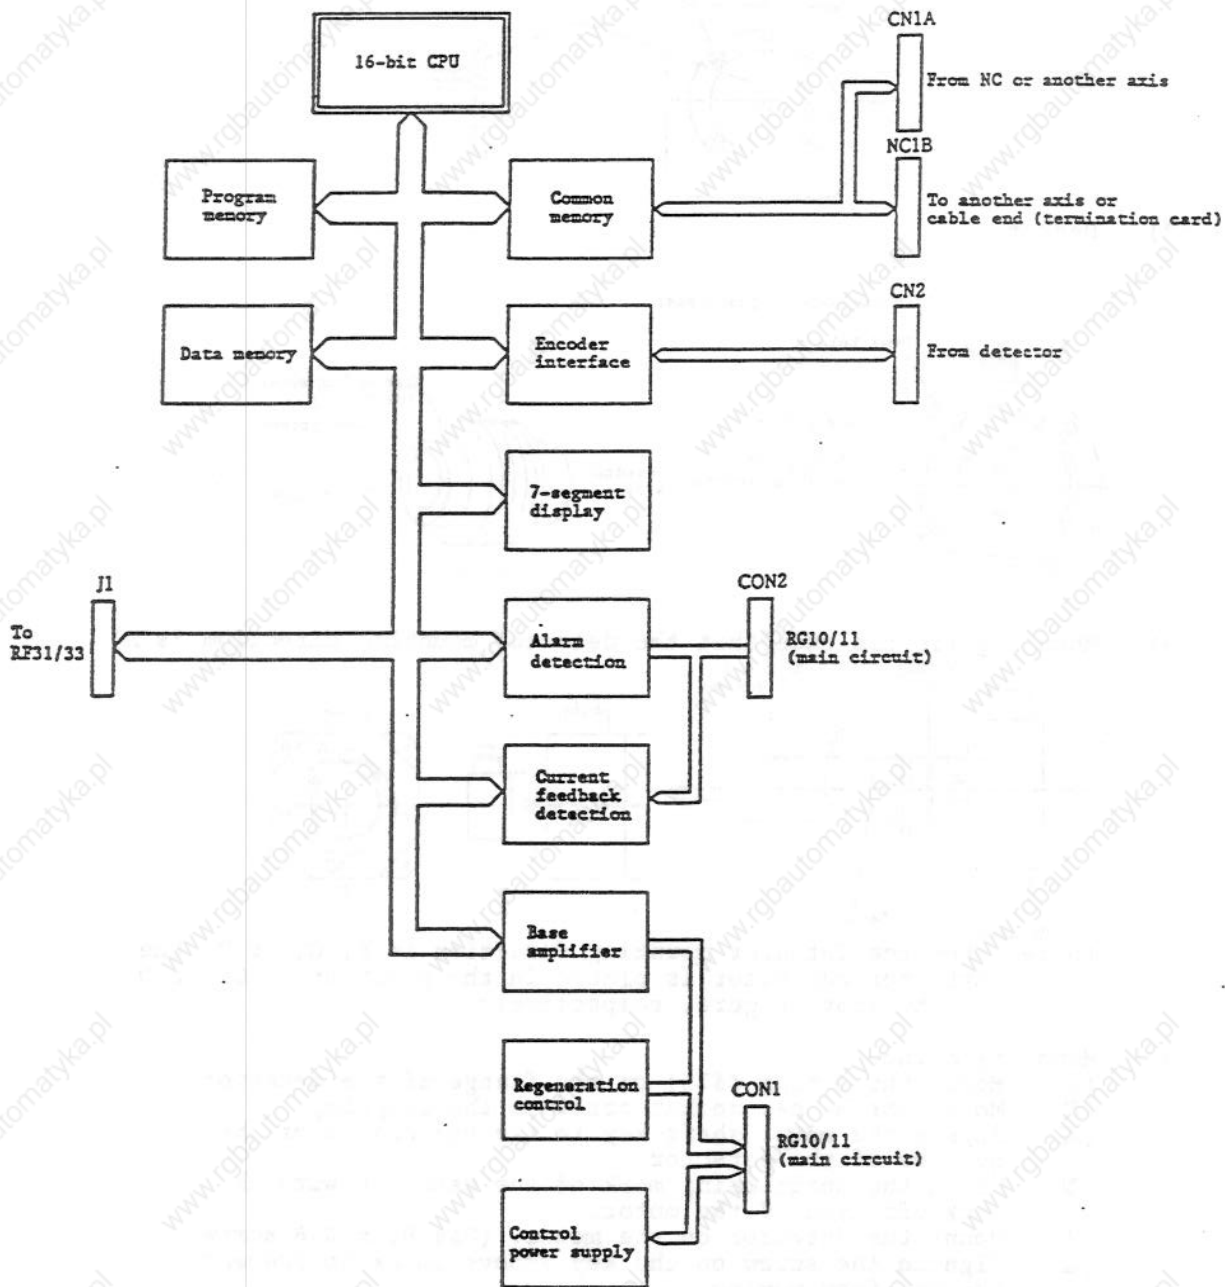 CN1A
16-bit CPU
From NC or another axis
NC1B
Program
memory
Common
memory
To another axis or
cable end (termination card)
CN2
Data memory
Encoder
interface
From detector
7-segment
display
J1
CON2
To
RF31/33
Alarm
detection
RG10/11
(main circuit)
Current
feedback
detection
Base
amplifier
Regeneration
control
CON1
RG10/11
(main circuit)
Control
power supply
www.rgbautomatyka.pl